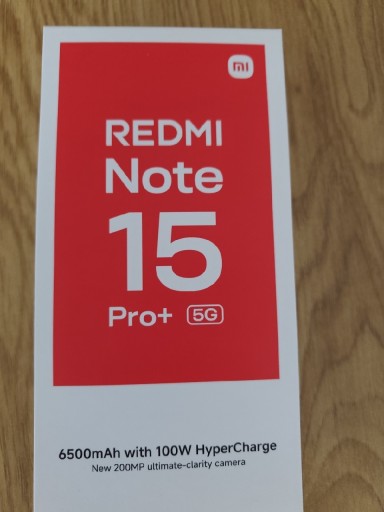 mi
REDMI
Note
15
Pro+ 5G
6500mAh with 100W HyperCharge
New 200MP ultimate-clarity camera